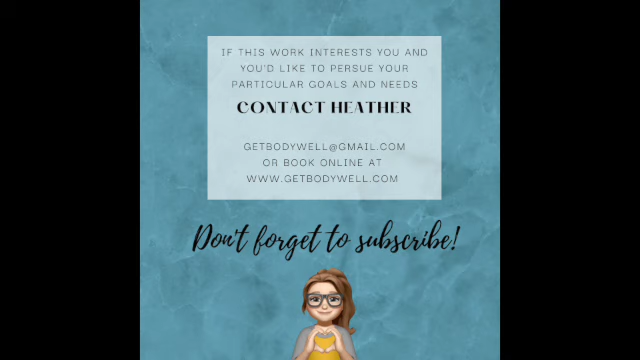 IF THIS WORK INTERESTS YOU AND
YOU'D LIKE TO PERSUE YOUR
PARTICULAR GOALS AND NEEDS
CONTACT HEATHER
GETBODYWELL@GMAIL.COM
OR BOOK ONLINE AT
WWW.GETBODYWELL.COM
Don't forget to subscribe!